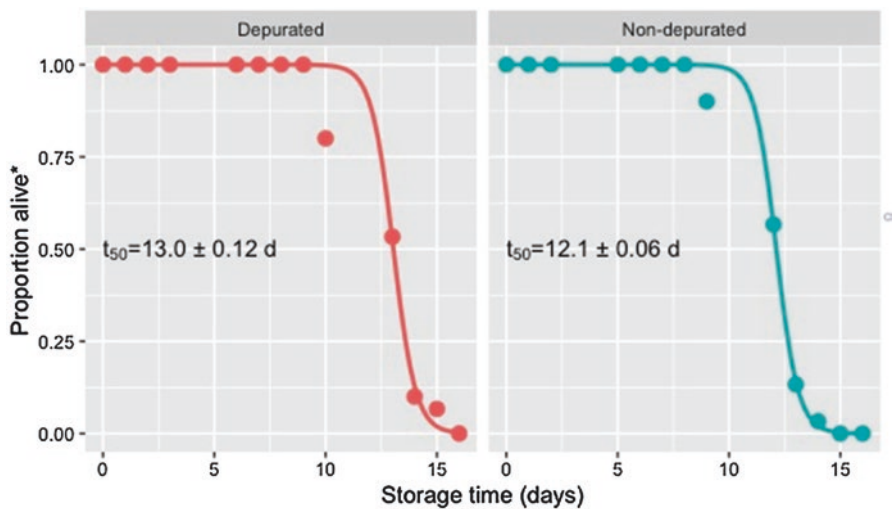 Depurated
Non-depurated
Proportion alive*
1.00
0.75
0.50
0.25
0.00
t₅₀=13.0 ± 0.12 d
t₅₀=12.1 ± 0.06 d
0 5 10 15
0 5 10 15
Storage time (days)